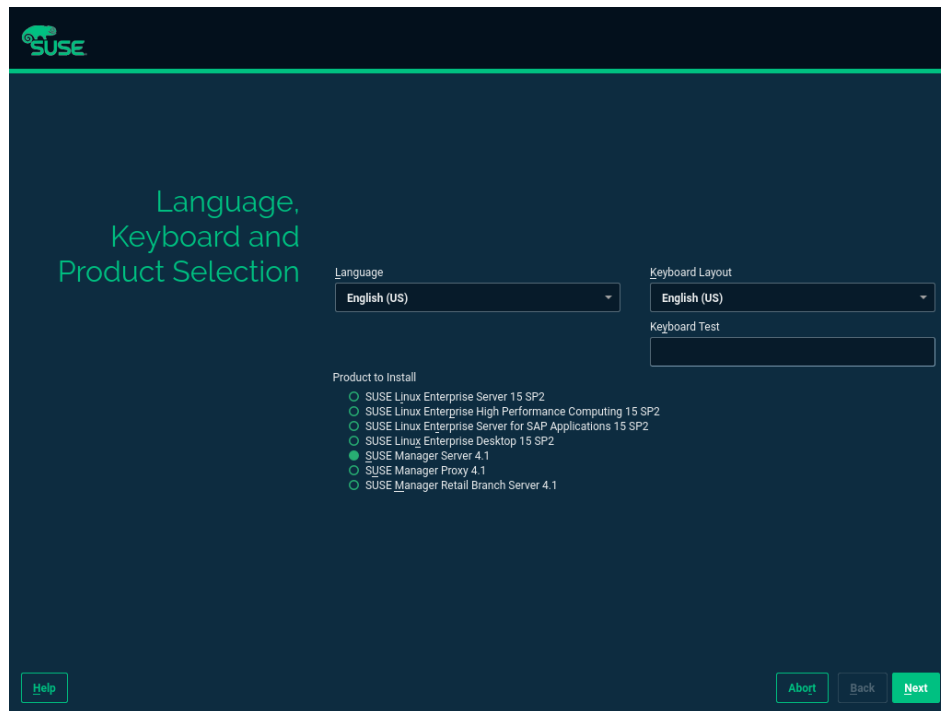 SUSE
Language,
Keyboard and
Product Selection
Language
Keyboard Layout
English (US)
English (US)
Keyboard Test
Product to Install
SUSE Linux Enterprise Server 15 SP2
SUSE Linux Enterprise High Performance Computing 15 SP2
SUSE Linux Enterprise Server for SAP Applications 15 SP2
SUSE Linux Enterprise Desktop 15 SP2
SUSE Manager Server 4.1
SUSE Manager Proxy 4.1
SUSE Manager Retail Branch Server 4.1
Help
Abort
Back
Next